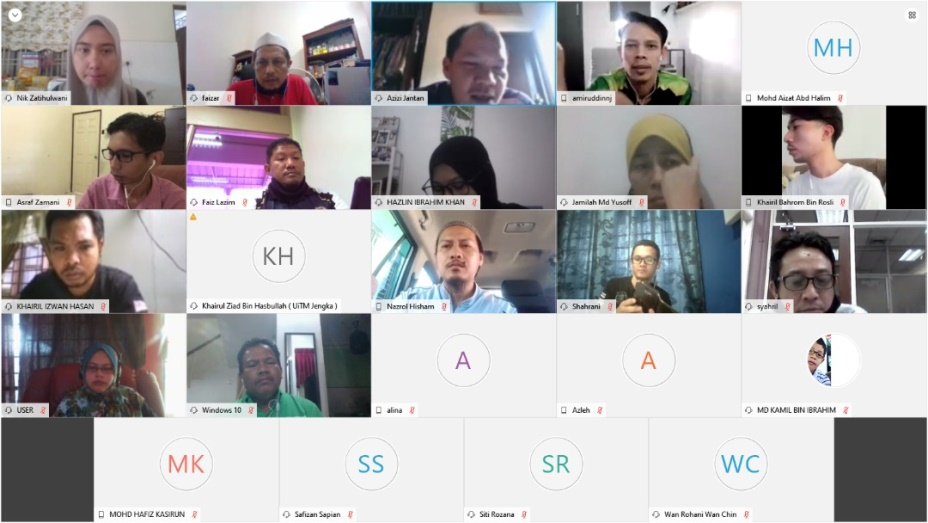 Nik Zatihulwani
faizar
Azizi Jantan
amiruddinnj
MH
Mohd Aizat Abd Halim
Asraf Zamani
Faiz Lazim
HAZLIN IBRAHIM KHAN
Jamilah Md Yusoff
Khairil Bahrom Bin Rosli
KHAIRIL IZWAN HASAN
KH
Khairul Ziad Bin Hasbullah ( UiTM Jengka )
Nazrol Hisham
Shahrani
syahril
USER
Windows 10
A
alina
A
Azleh
MD KAMIL BIN IBRAHIM
MK
MOHD HAFIZ KASIRUN
SS
Safizan Sapian
SR
Siti Rozana
WC
Wan Rohani Wan Chin